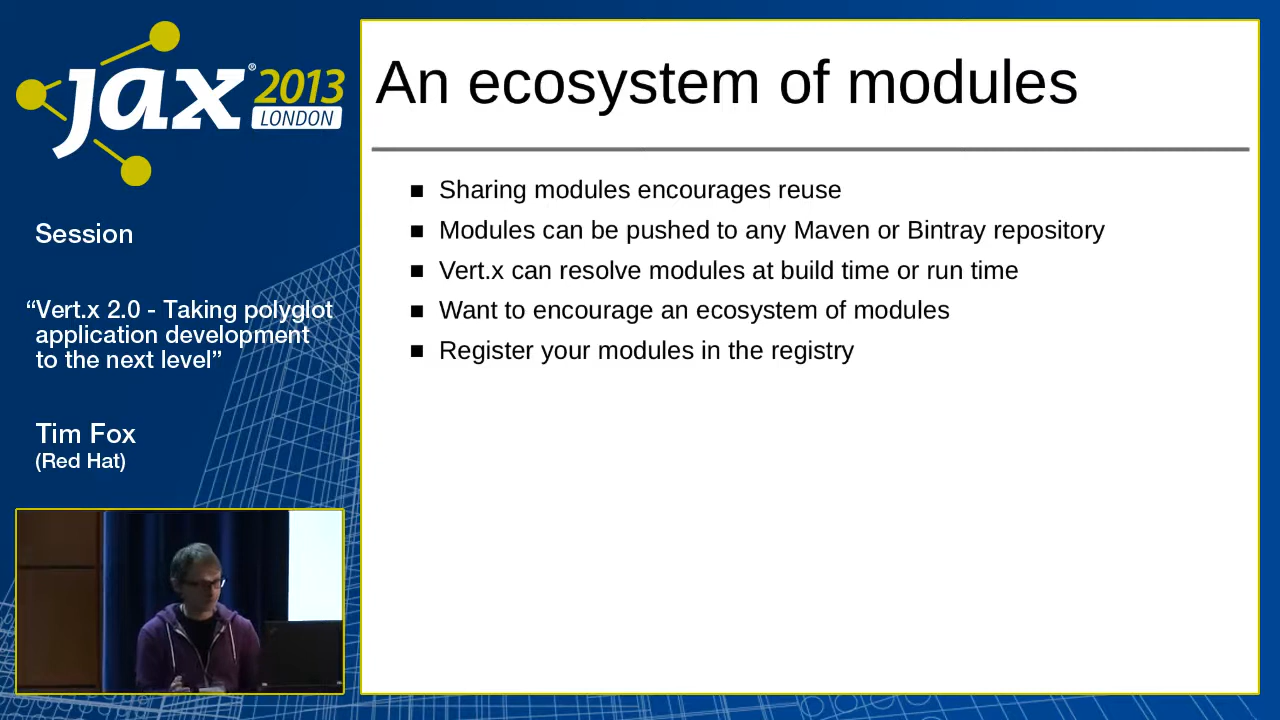 jax® 2013
LONDON
Session
“Vert.x 2.0 - Taking polyglot
application development
to the next level”
Tim Fox
(Red Hat)
An ecosystem of modules
Sharing modules encourages reuse
Modules can be pushed to any Maven or Bintray repository
Vert.x can resolve modules at build time or run time
Want to encourage an ecosystem of modules
Register your modules in the registry